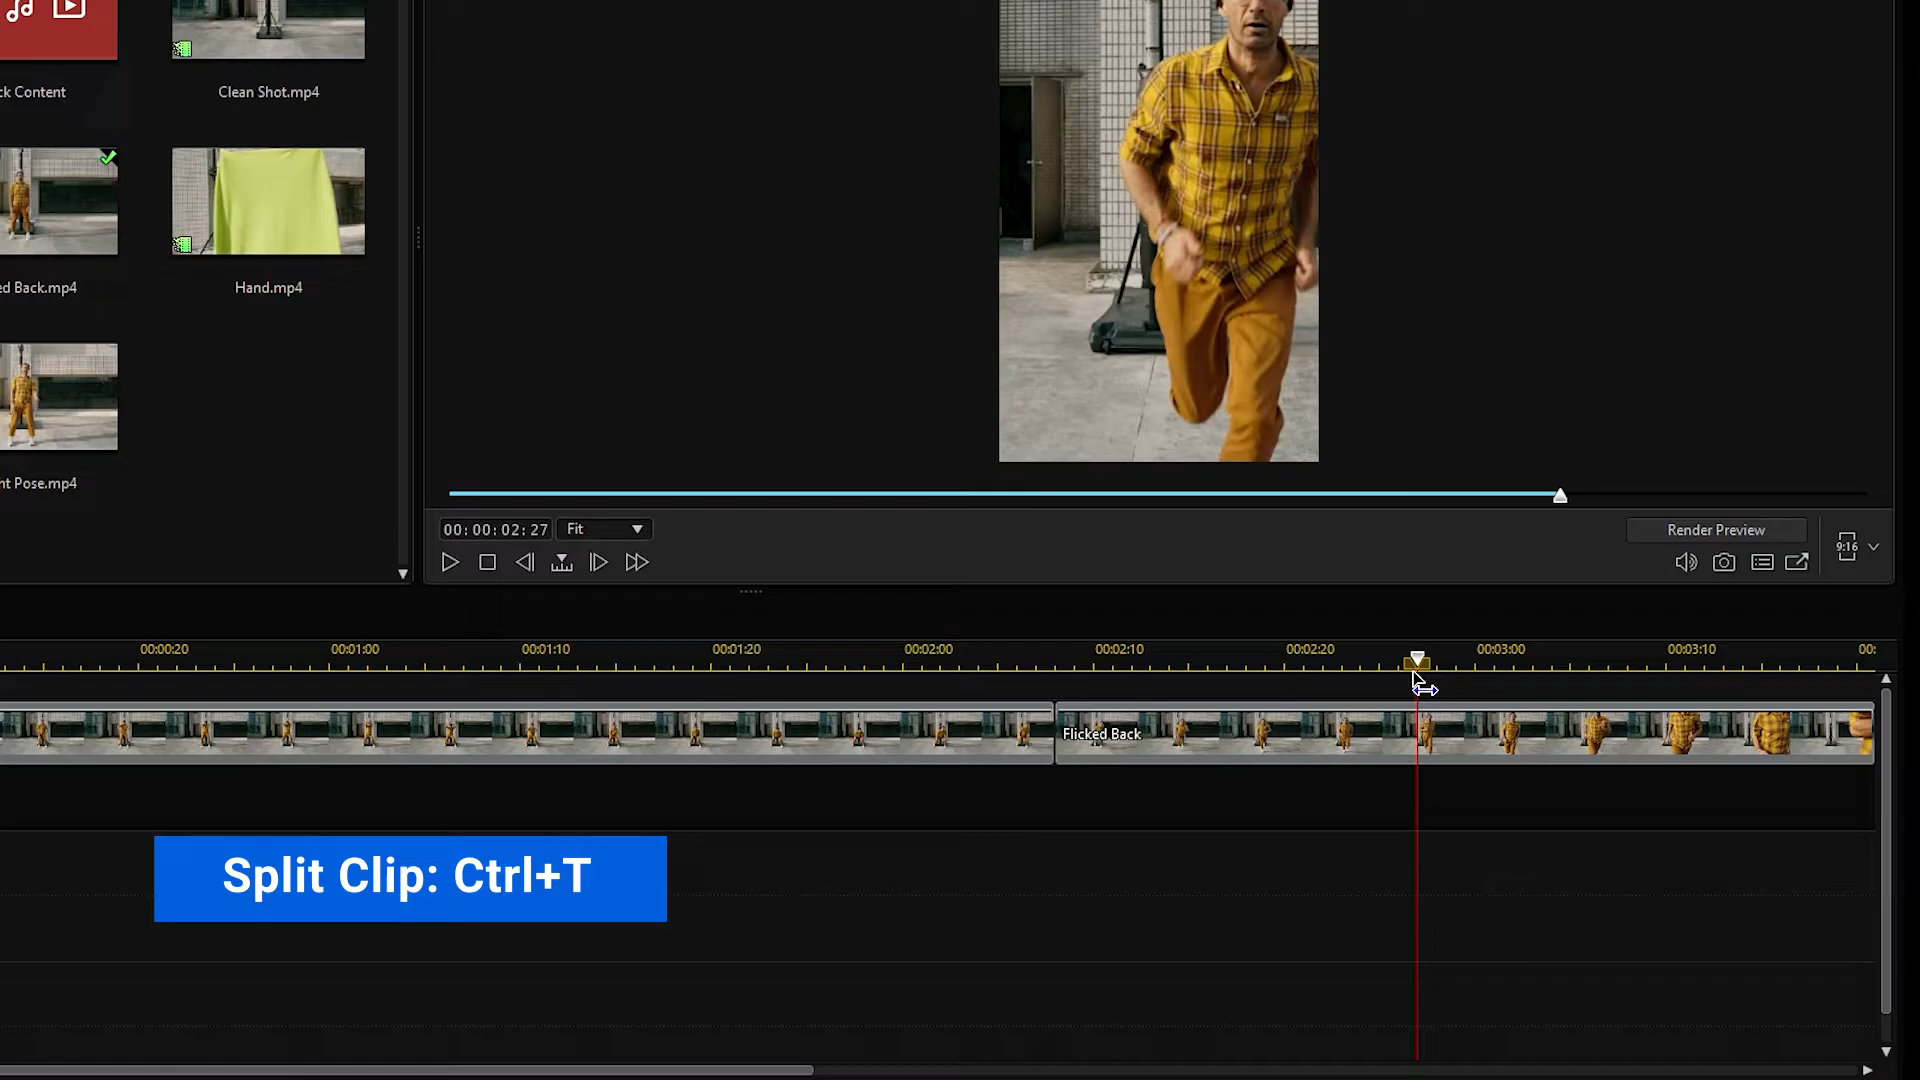 ck Content
Clean Shot.mp4
ed Back.mp4
Hand.mp4
ht Pose.mp4
00:00:02:27
Fit
Render Preview
9:16
00:00:20
00:01:00
00:01:10
00:01:20
00:02:00
00:02:10
00:02:20
00:03:00
00:03:10
00:
Flicked Back
Split Clip: Ctrl+T